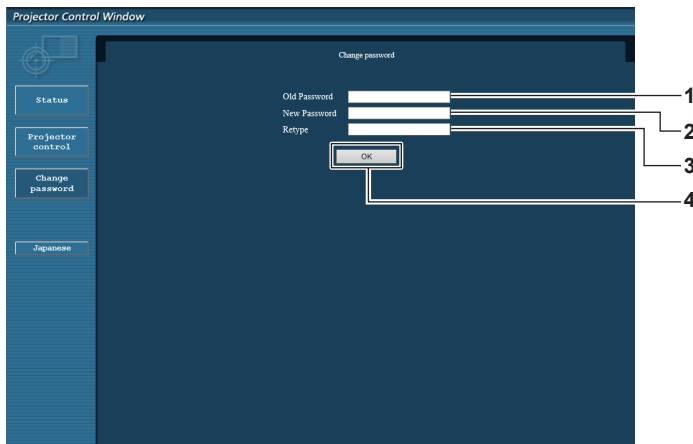 Projector Control Window
Change password
Status
Projector
control
Change
password
Japanese
Old Password
New Password
Retype
OK
1
2
3
4